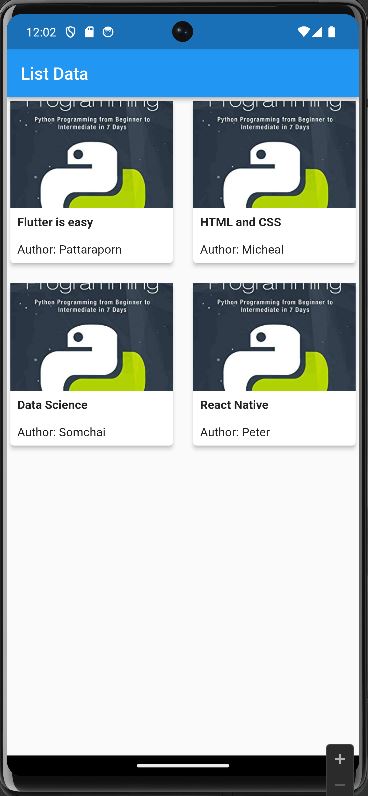 12:02
List Data
Programming
Python Programming from Beginner to
Intermediate in 7 Days
Flutter is easy
Author: Pattaraporn
Programming
Python Programming from Beginner to
Intermediate in 7 Days
HTML and CSS
Author: Micheal
Programming
Python Programming from Beginner to
Intermediate in 7 Days
Data Science
Author: Somchai
Programming
Python Programming from Beginner to
Intermediate in 7 Days
React Native
Author: Peter